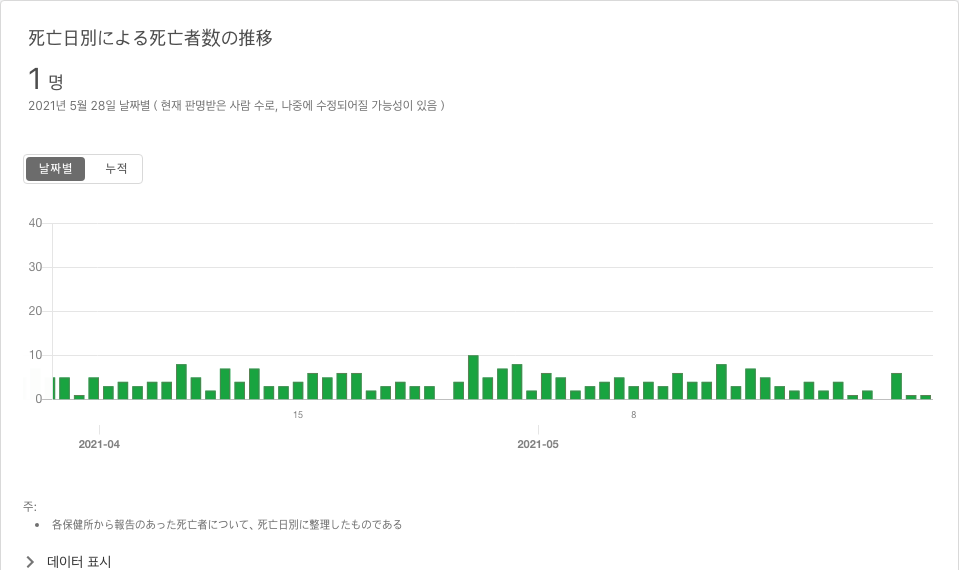 死亡日別による死亡者数の推移
1 명
2021년 5월 28일 날짜별 ( 현재 판명받은 사람 수로, 나중에 수정되어질 가능성이 있음 )
날짜별 누적
40
30
20
10
0
15 8
2021-04 2021-05
주:
• 各保健所から報告のあった死亡者について、死亡日別に整理したものである
데이터 표시